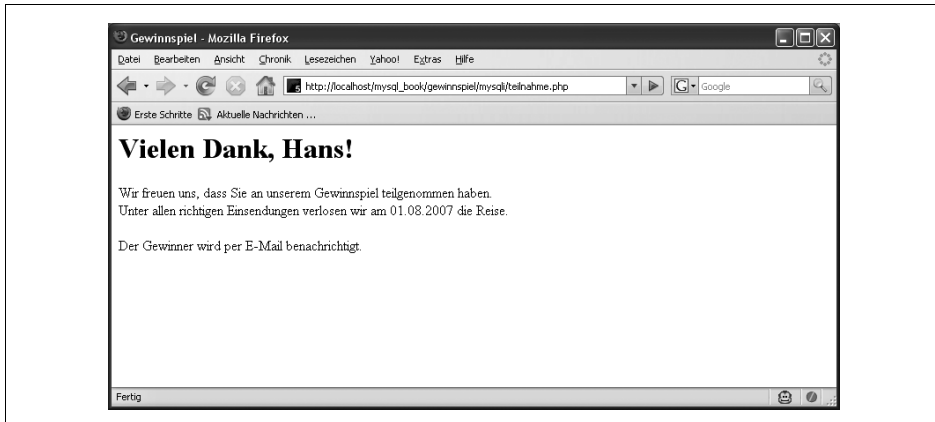 Gewinnspiel - Mozilla Firefox
Datei Bearbeiten Ansicht Chronik Lesezeichen Yahoo! Extras Hilfe
http://localhost/mysql_book/gewinnspiel/mysqli/teilnahme.php G Google
Erste Schritte Aktuelle Nachrichten ...
Vielen Dank, Hans!
Wir freuen uns, dass Sie an unserem Gewinnspiel teilgenommen haben.
Unter allen richtigen Einsendungen verlosen wir am 01.08.2007 die Reise.
Der Gewinner wird per E-Mail benachrichtigt.
Fertig